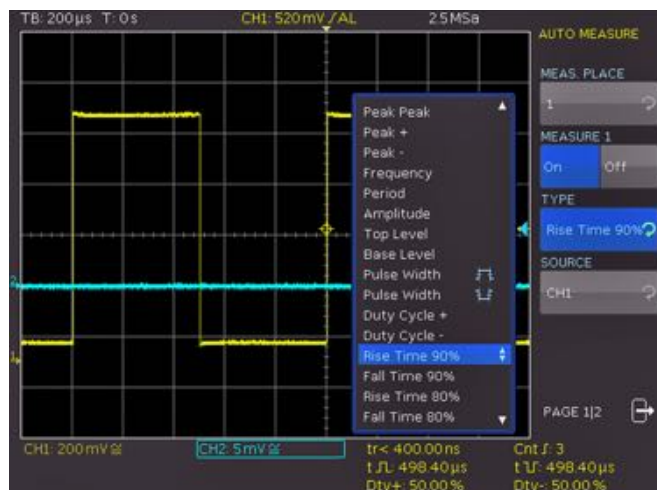 TB: 200µs T: 0s CH1: 520mV / AL 2.5MSa
AUTO MEASURE
MEAS. PLACE
1
MEASURE 1
On Off
TYPE
Rise Time 90%
SOURCE
CH1
PAGE 1|2
Peak Peak
Peak +
Peak -
Frequency
Period
Amplitude
Top Level
Base Level
Pulse Width
Pulse Width
Duty Cycle +
Duty Cycle -
Rise Time 90%
Fall Time 90%
Rise Time 80%
Fall Time 80%
2
1
CH1: 200mV CH2: 5mV tr< 400.00ns Cnt: 3
t: 498.40µs t: 498.40µs
Dty+: 50.00% Dty-: 50.00%